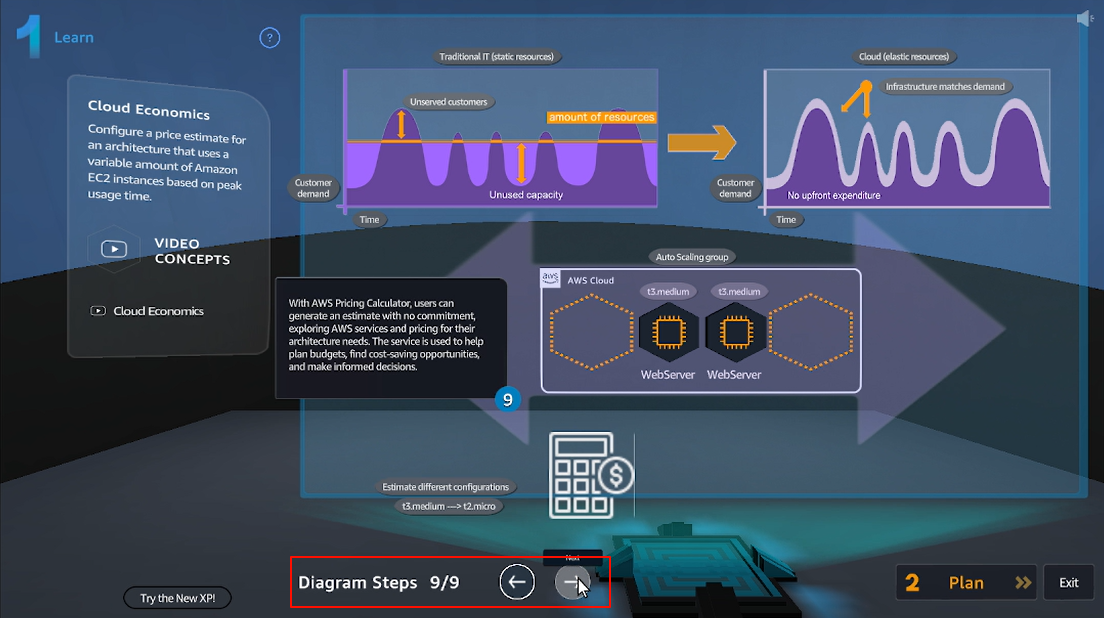 1 Learn
?
Cloud Economics
Configure a price estimate for
an architecture that uses a
variable amount of Amazon
EC2 instances based on peak
usage time.
VIDEO
CONCEPTS
Cloud Economics
Traditional IT (static resources)
Unserved customers
amount of resources
Customer
demand
Unused capacity
Time
Cloud (elastic resources)
Infrastructure matches demand
Customer
demand
No upfront expenditure
Time
Auto Scaling group
aws
AWS Cloud
t3.medium
t3.medium
WebServer
WebServer
With AWS Pricing Calculator, users can
generate an estimate with no commitment,
exploring AWS services and pricing for their
architecture needs. The service is used to help
plan budgets, find cost-saving opportunities,
and make informed decisions.
9
$
Estimate different configurations
t3.medium —> t2.micro
Next
Diagram Steps 9/9
Try the New XP!
2 Plan
Exit